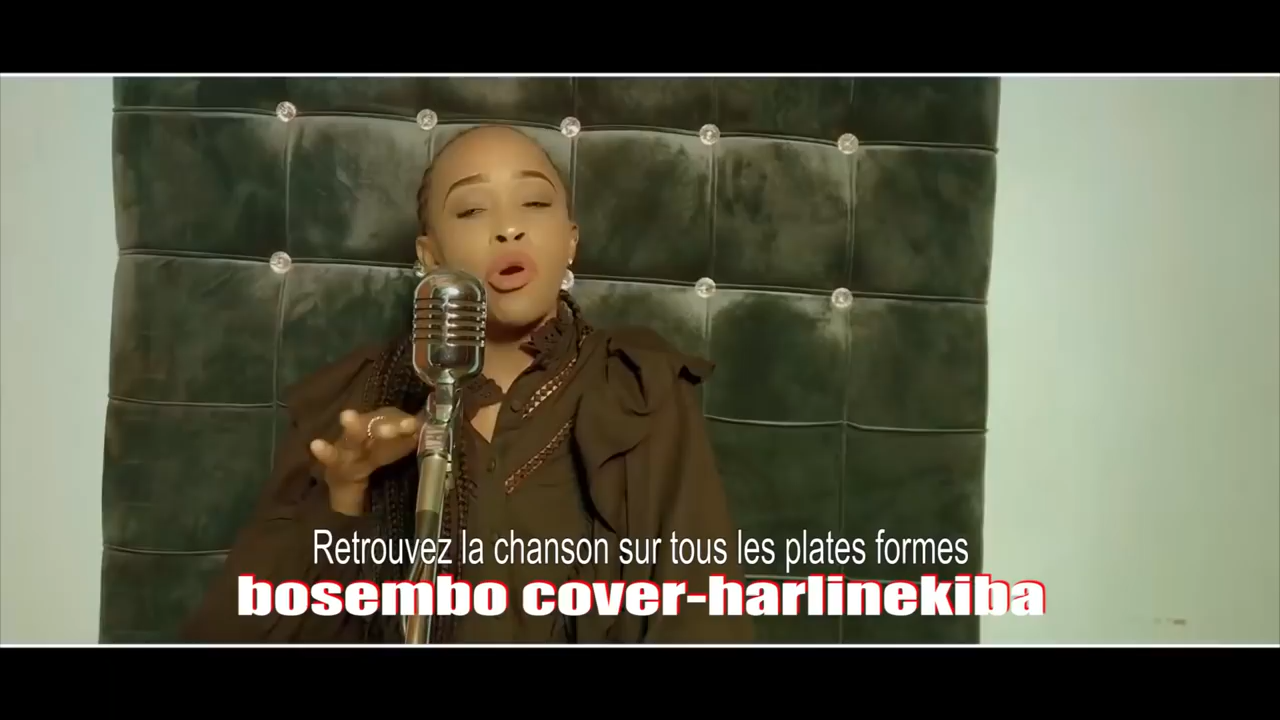 Retrouvez la chanson sur tous les plates formes
bosembo cover-harlinekiba